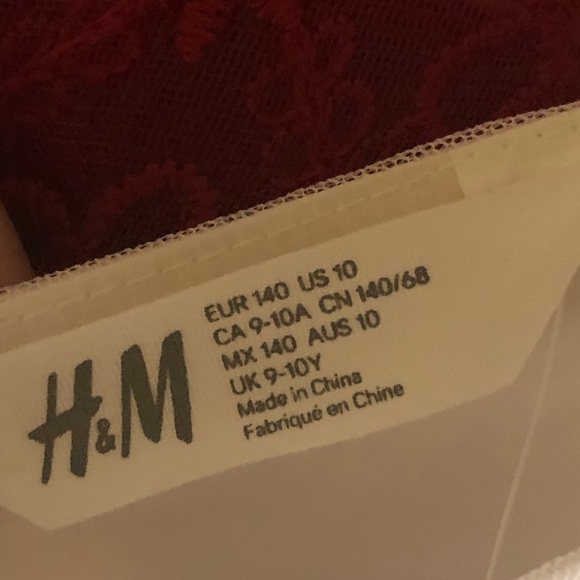 H&M
EUR 140 US 10
CA 9-10A CN 140/68
MX 140 AUS 10
UK 9-10Y
Made in China
Fabriqué en Chine